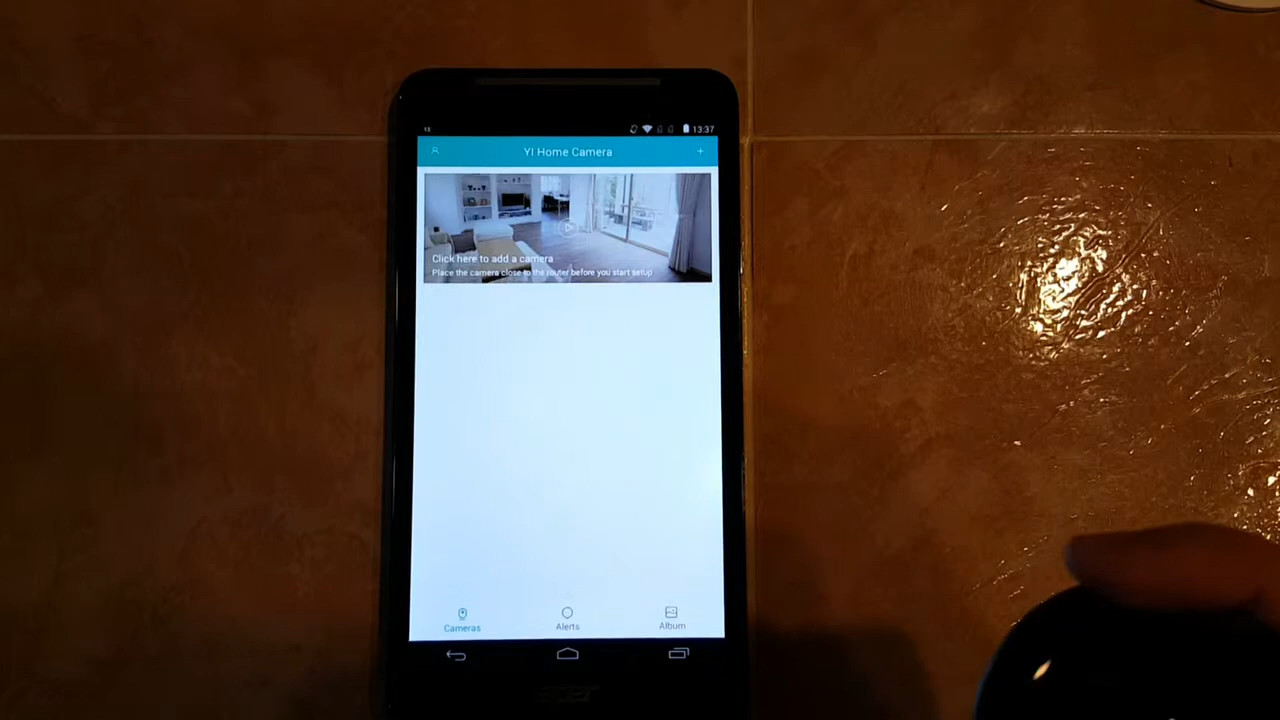 13:37
YI Home Camera
+
Click here to add a camera
Place the camera close to the router before you start setup
Cameras
Alerts
Album
acer